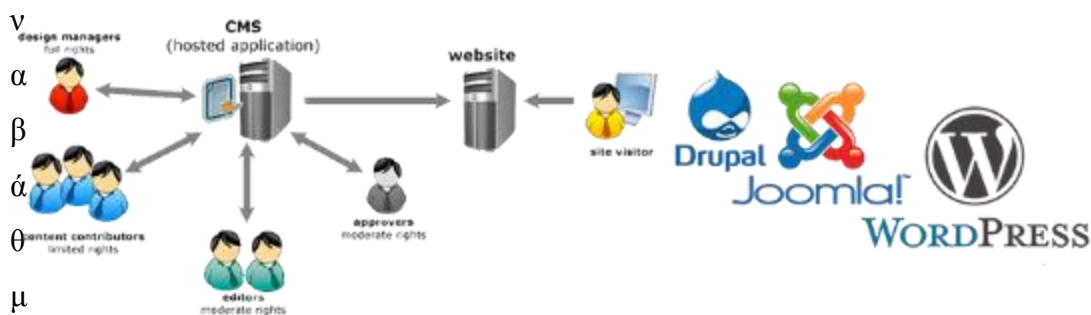 ν
design managers
full rights
CMS
(hosted application)
website
α
β
site visitor
Drupal
Joomla!™
WORDPRESS
ά
content contributors
limited rights
approvers
moderate rights
θ
editors
moderate rights
μ